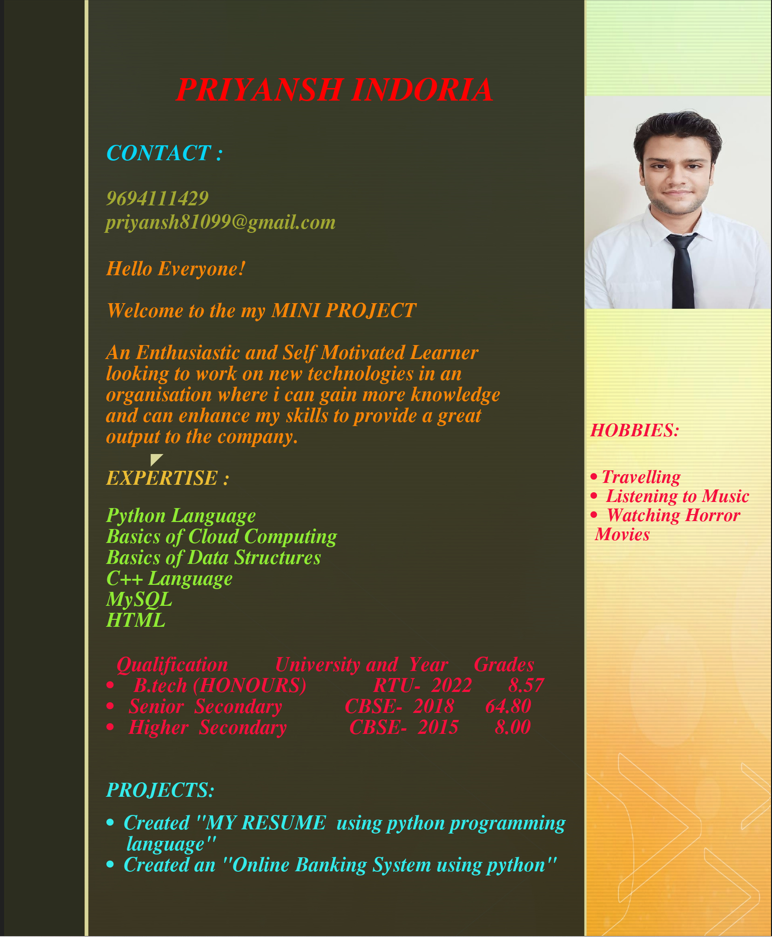 PRIYANSH INDORIA
CONTACT :
9694111429
priyansh81099@gmail.com
Hello Everyone!
Welcome to the my MINI PROJECT
An Enthusiastic and Self Motivated Learner
looking to work on new technologies in an
organisation where i can gain more knowledge
and can enhance my skills to provide a great
output to the company.
EXPERTISE :
Python Language
Basics of Cloud Computing
Basics of Data Structures
C++ Language
MySQL
HTML
Qualification University and Year Grades
• B.tech (HONOURS) RTU- 2022 8.57
• Senior Secondary CBSE- 2018 64.80
• Higher Secondary CBSE- 2015 8.00
PROJECTS:
• Created "MY RESUME using python programming
language"
• Created an "Online Banking System using python"
HOBBIES:
• Travelling
• Listening to Music
• Watching Horror
Movies